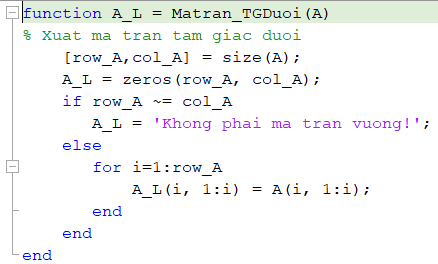 function A_L = Matran_TGDuoi(A)
% Xuat ma tran tam giac duoi
    [row_A,col_A] = size(A);
    A_L = zeros(row_A, col_A);
    if row_A ~= col_A
        A_L = 'Khong phai ma tran vuong!';
    else
        for i=1:row_A
            A_L(i, 1:i) = A(i, 1:i);
        end
    end
end